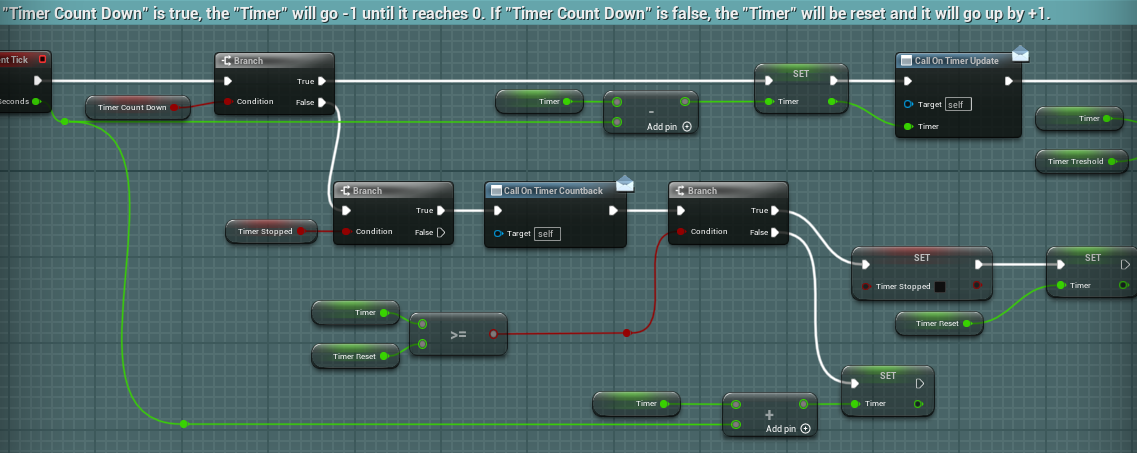 "Timer Count Down" is true, the "Timer" will go -1 until it reaches 0. If "Timer Count Down" is false, the "Timer" will be reset and it will go up by +1.
nt Tick
Seconds
Timer Count Down
Branch
True
Condition
False
Timer
-
Add pin
SET
Timer
Call On Timer Update
Target self
Timer
Timer
Timer Treshold
Timer Stopped
Branch
True
Condition
False
Call On Timer Countback
Target self
Branch
True
Condition
False
SET
Timer Stopped
SET
Timer
Timer Reset
Timer
Timer Reset
>=
Timer
+
Add pin
SET
Timer